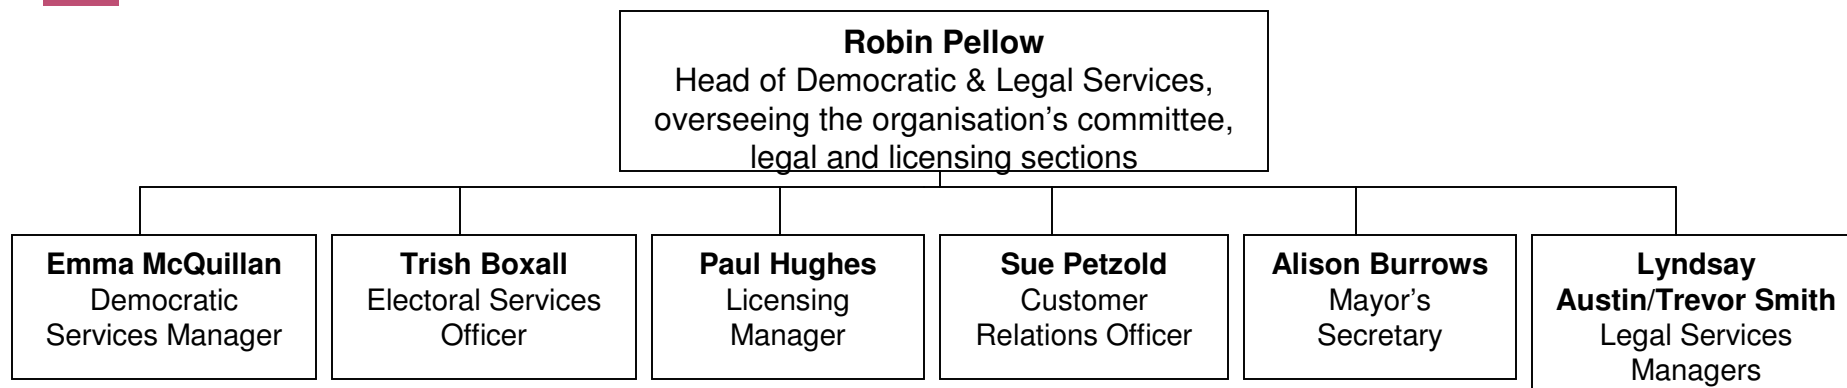 Robin Pellow
Head of Democratic & Legal Services,
overseeing the organisation's committee,
legal and licensing sections
Emma McQuillan
Democratic
Services Manager
Trish Boxall
Electoral Services
Officer
Paul Hughes
Licensing
Manager
Sue Petzold
Customer
Relations Officer
Alison Burrows
Mayor's
Secretary
Lyndsay
Austin/Trevor Smith
Legal Services
Managers